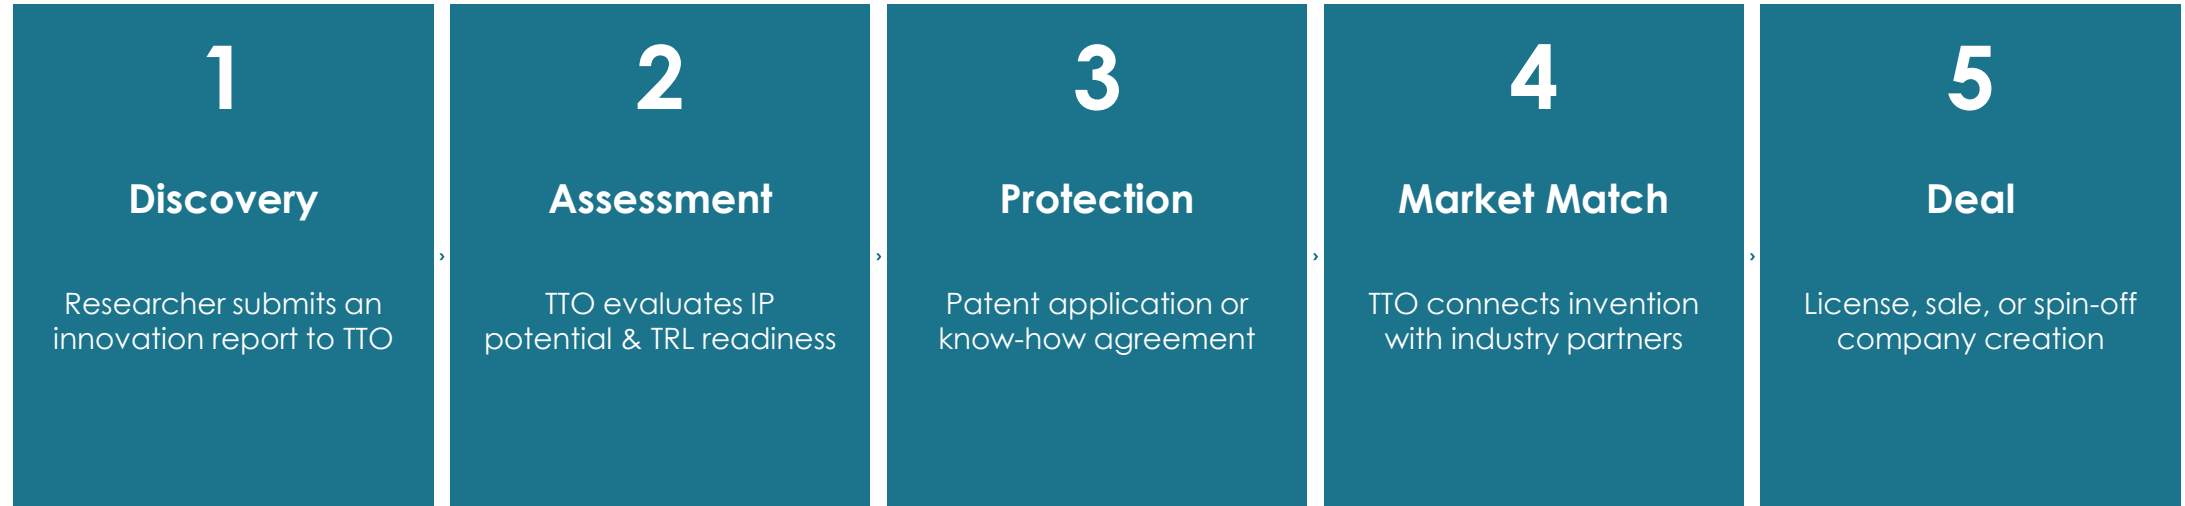 1
Discovery
Researcher submits an
innovation report to TTO
›
2
Assessment
TTO evaluates IP
potential & TRL readiness
›
3
Protection
Patent application or
know-how agreement
›
4
Market Match
TTO connects invention
with industry partners
›
5
Deal
License, sale, or spin-off
company creation